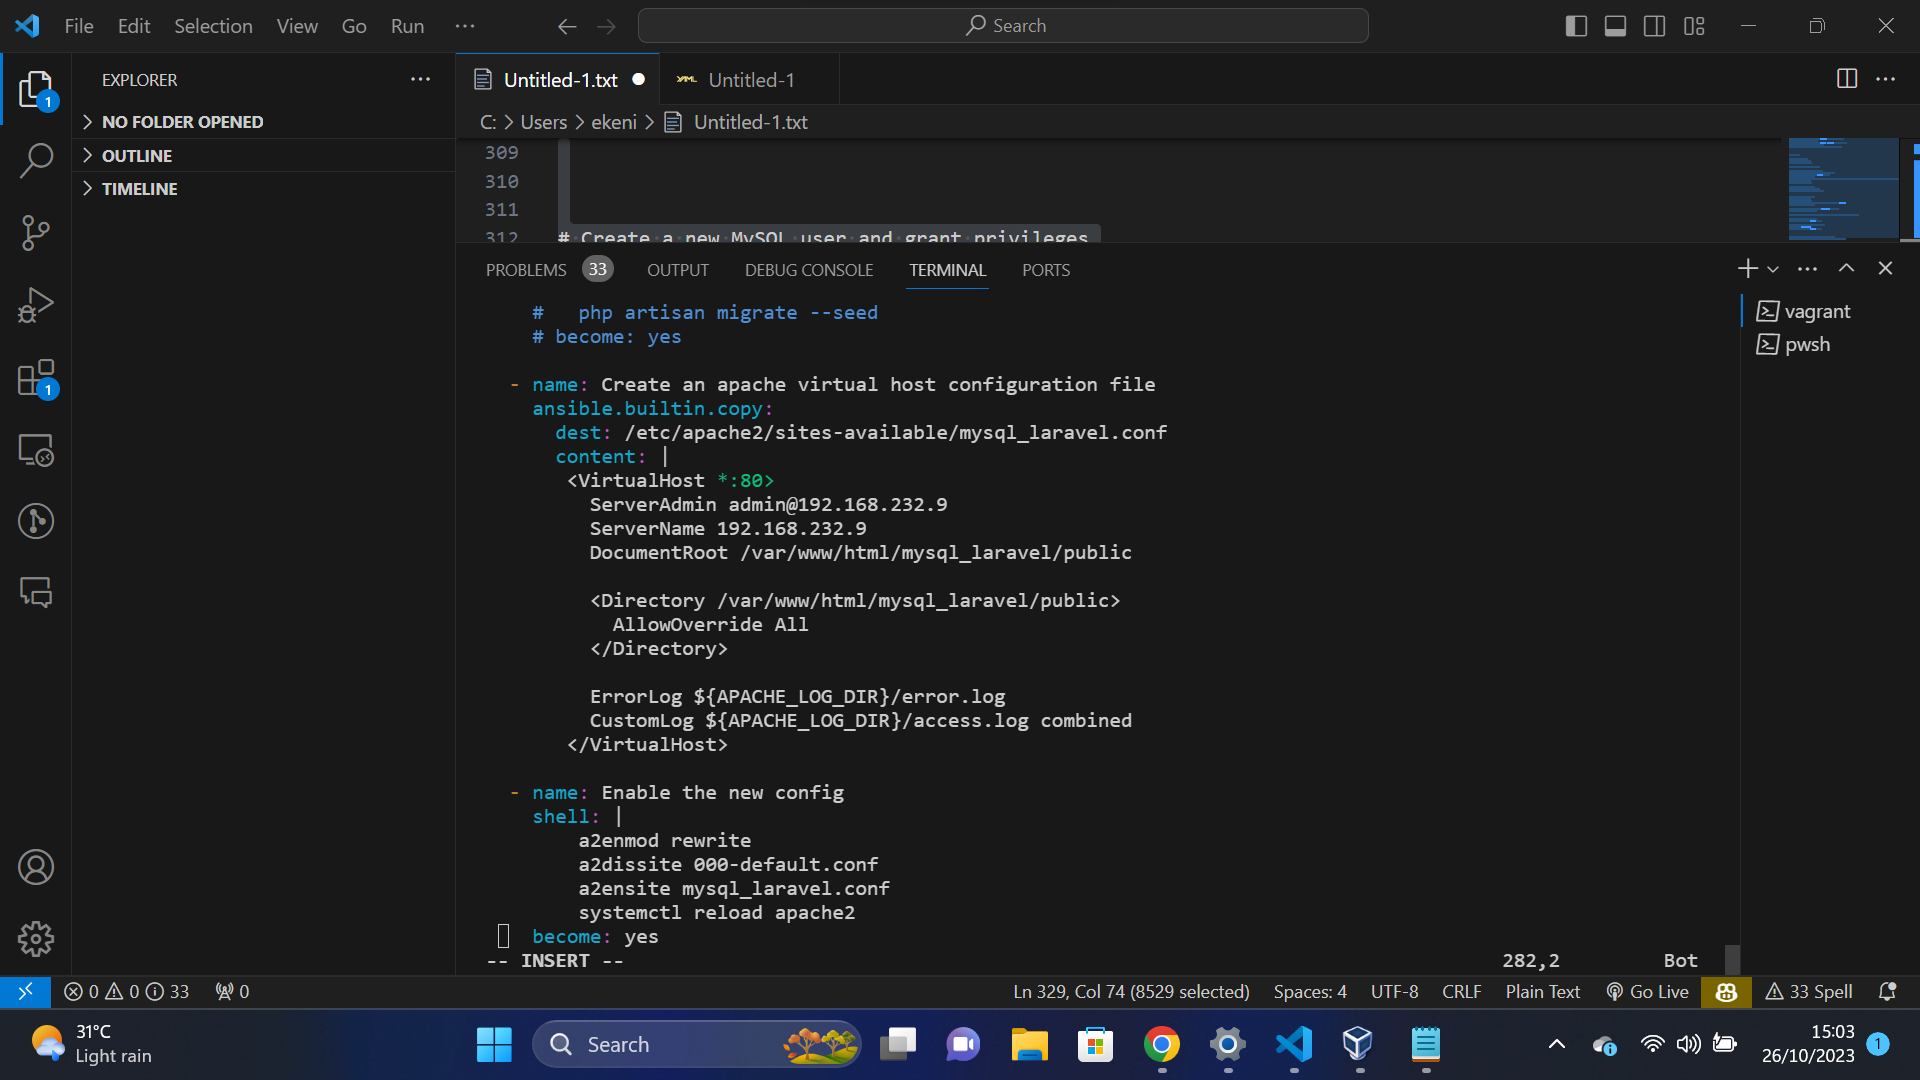 File Edit Selection View Go Run ··· Search
EXPLORER ···
NO FOLDER OPENED
OUTLINE
TIMELINE
1
1
Untitled-1.txt Untitled-1 ···
YAML
C: > Users > ekeni > Untitled-1.txt
309
310
311
312 # Create a new MySQL user and grant privileges
PROBLEMS 33 OUTPUT DEBUG CONSOLE TERMINAL PORTS ···
vagrant
pwsh
#   php artisan migrate --seed
# become: yes
- name: Create an apache virtual host configuration file
ansible.builtin.copy:
dest: /etc/apache2/sites-available/mysql_laravel.conf
content: |
<VirtualHost *:80>
ServerAdmin admin@192.168.232.9
ServerName 192.168.232.9
DocumentRoot /var/www/html/mysql_laravel/public
<Directory /var/www/html/mysql_laravel/public>
AllowOverride All
</Directory>
ErrorLog ${APACHE_LOG_DIR}/error.log
CustomLog ${APACHE_LOG_DIR}/access.log combined
</VirtualHost>
- name: Enable the new config
shell: |
a2enmod rewrite
a2dissite 000-default.conf
a2ensite mysql_laravel.conf
systemctl reload apache2
become: yes
-- INSERT -- 282,2 Bot
0 0 33 0 Ln 329, Col 74 (8529 selected) Spaces: 4 UTF-8 CRLF Plain Text Go Live 33 Spell
31°C
Light rain
Search
15:03
26/10/2023
1